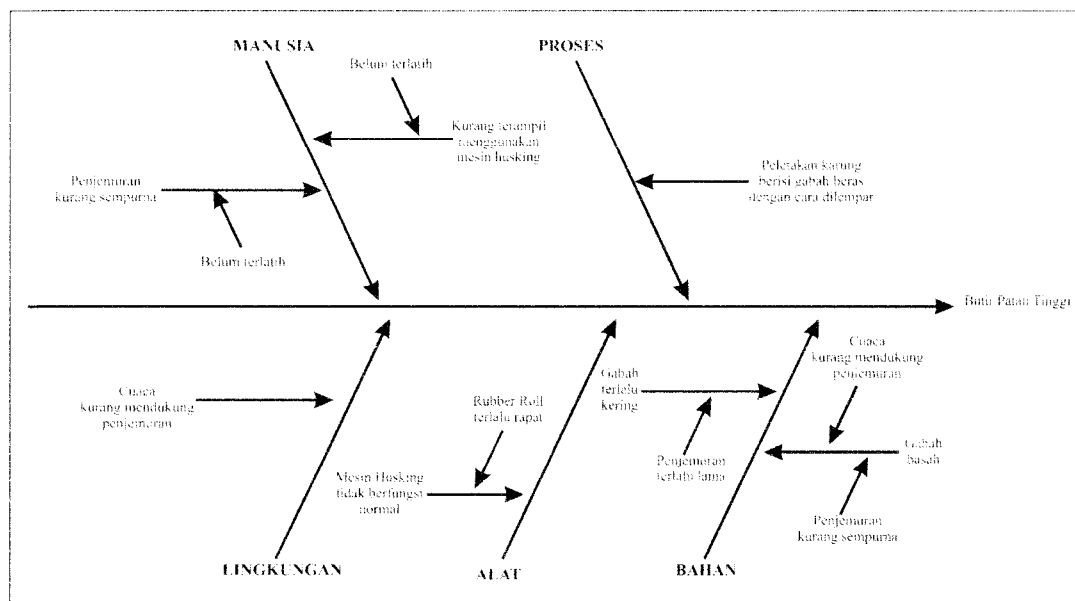 MANUSIA
PROSES
Belum terlatih
Kurang terampil
menggunakan
mesin husking
Penjemuran
kurang sempurna
Belum terlatih
Peletakan karung
berisi gabah beras
dengan cara dilempar
Butu Patah Tinggi
Cuaca
kurang mendukung
penjemuran
Rubber Roll
terlalu rapat
Mesin Husking
tidak berfungsi
normal
Gabah
terlalu
kering
Penjemuran
terlalu lama
Cuaca
kurang mendukung
penjemuran
Gabah
basah
Penjemuran
kurang sempurna
LINGKUNGAN
ALAT
BAHAN